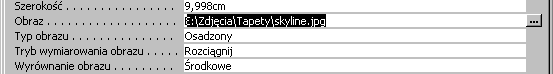 Szerokość . . . . . . . . . . . . . . . . 9,998cm
Obraz . . . . . . . . . . . . . . . . . . . E:\Zdjęcia\Tapety\skyline.jpg ...
Typ obrazu . . . . . . . . . . . . . . . Osadzony
Tryb wymiarowania obrazu . . . . . Rozciągnij
Wyrównanie obrazu . . . . . . . . . Środkowe